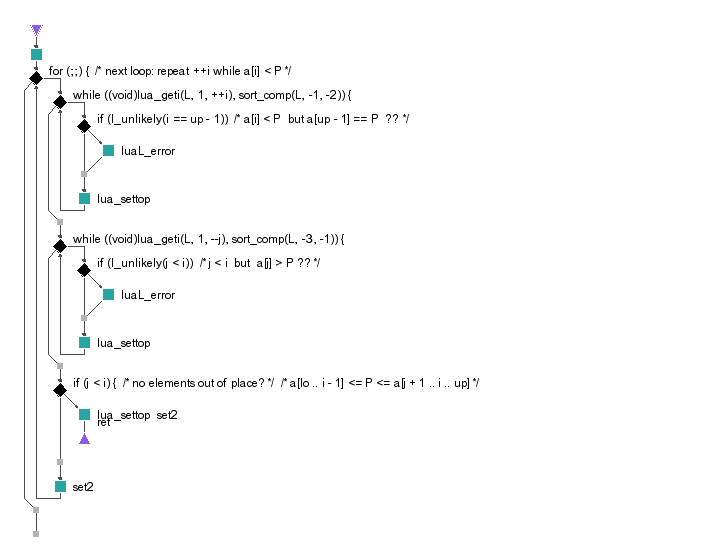 for (;;) { /* next loop: repeat ++i while a[i] < P */
while ((void)lua_geti(L, 1, ++i), sort_comp(L, -1, -2)) {
if (l_unlikely(i == up - 1)) /* a[i] < P but a[up - 1] == P ?? */
luaL_error
lua_settop
while ((void)lua_geti(L, 1, --j), sort_comp(L, -3, -1)) {
if (l_unlikely(j < i)) /* j < i but a[j] > P ?? */
luaL_error
lua_settop
if (j < i) { /* no elements out of place? */ /* a[lo .. i - 1] <= P <= a[j + 1 .. i .. up] */
lua_settop set2
ret
set2